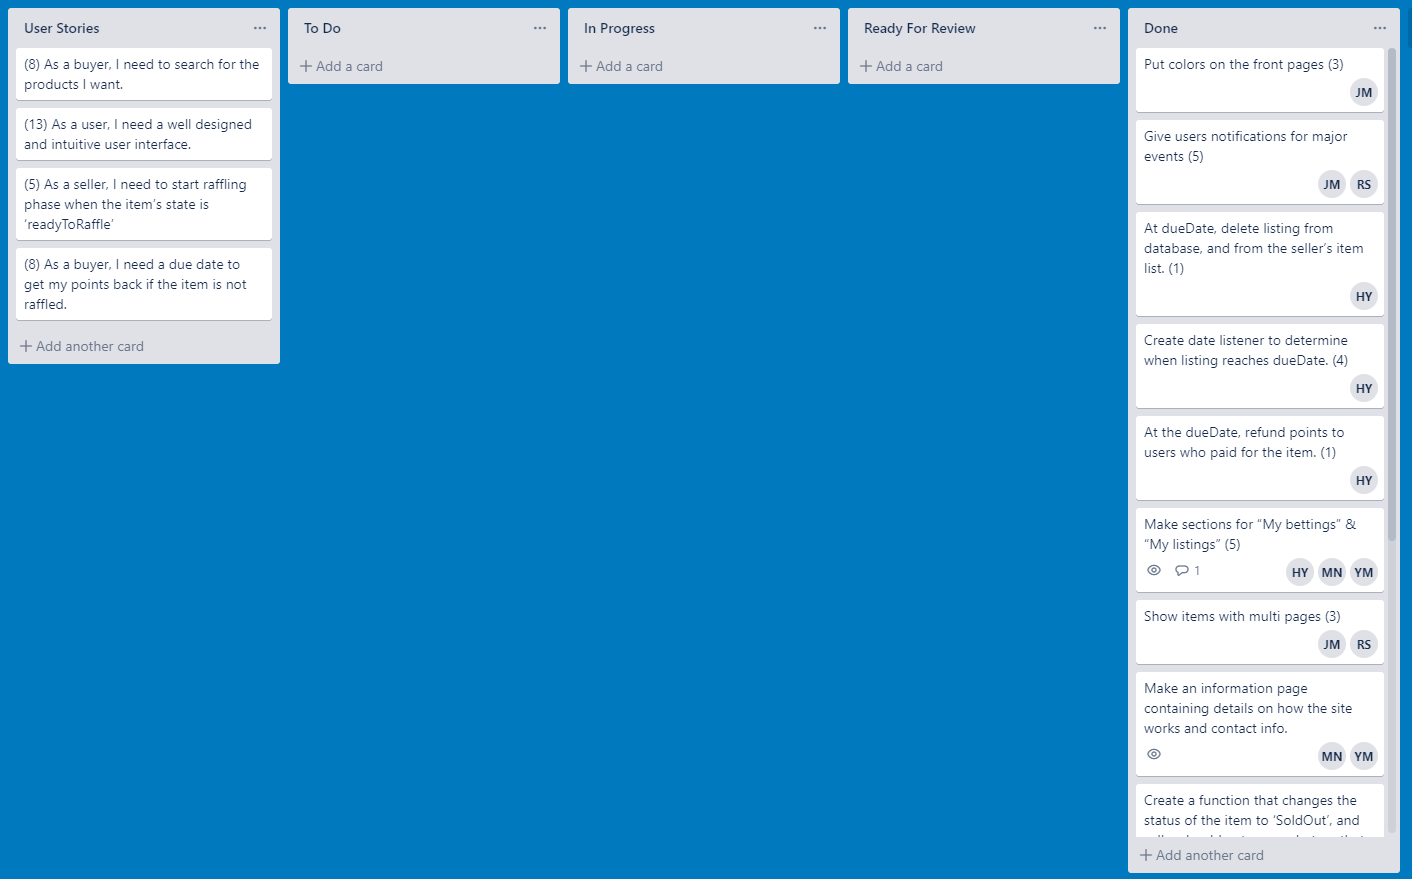 User Stories
(8) As a buyer, I need to search for the
products I want.
(13) As a user, I need a well designed
and intuitive user interface.
(5) As a seller, I need to start raffling
phase when the item’s state is
‘readyToRaffle’
(8) As a buyer, I need a due date to
get my points back if the item is not
raffled.
Add another card
To Do
Add a card
In Progress
Add a card
Ready For Review
Add a card
Done
Put colors on the front pages (3)
JM
Give users notifications for major
events (5)
JM RS
At dueDate, delete listing from
database, and from the seller’s item
list. (1)
HY
Create date listener to determine
when listing reaches dueDate. (4)
HY
At the dueDate, refund points to
users who paid for the item. (1)
HY
Make sections for “My bettings” &
“My listings” (5)
1 HY MN YM
Show items with multi pages (3)
JM RS
Make an information page
containing details on how the site
works and contact info.
MN YM
Create a function that changes the
status of the item to ‘SoldOut’, and
Add another card